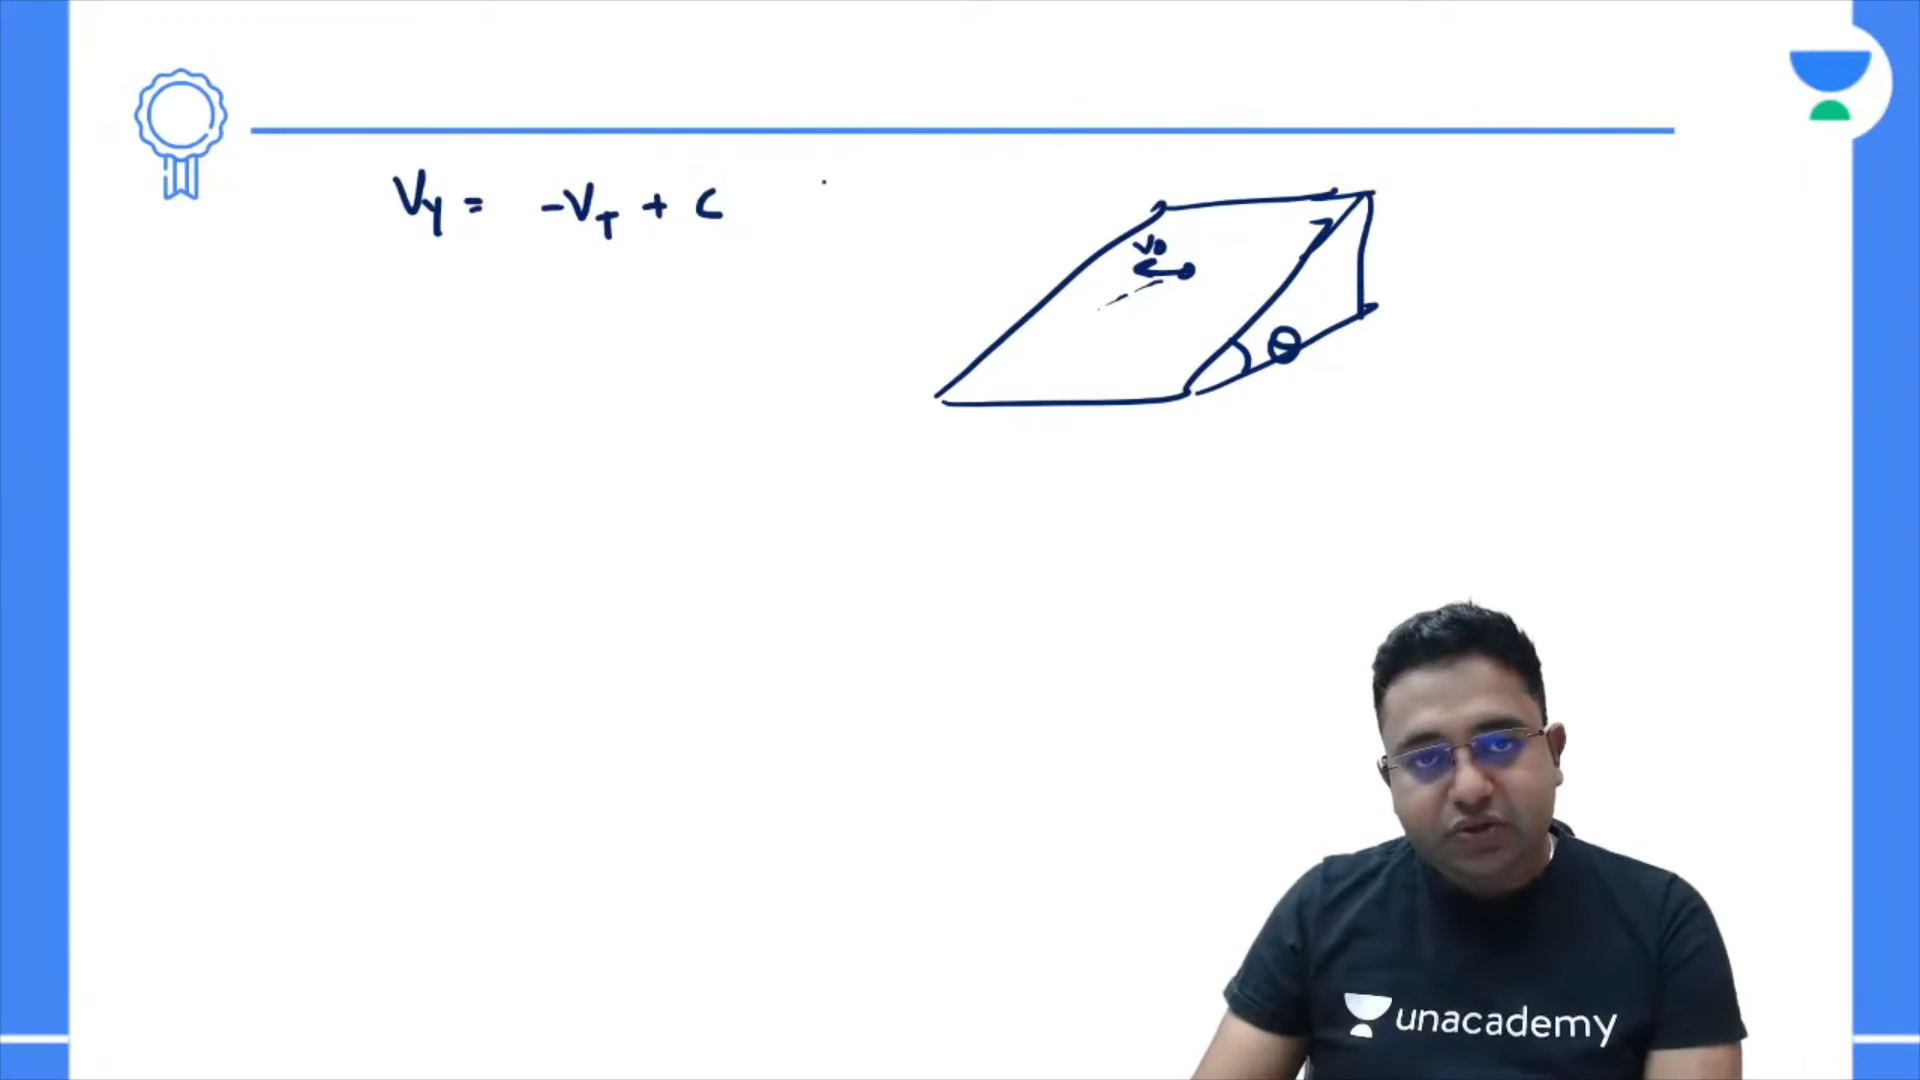 Vy = -VT + C
v0
θ
unacademy